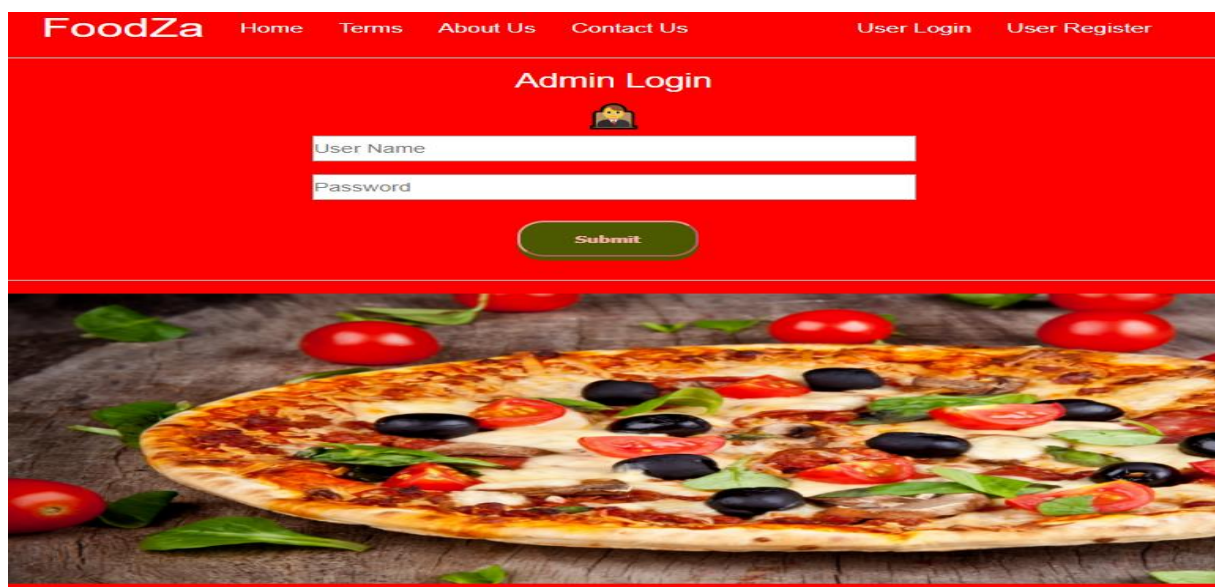 FoodZa Home Terms About Us Contact Us User Login User Register
Admin Login
User Name
Password
Submit